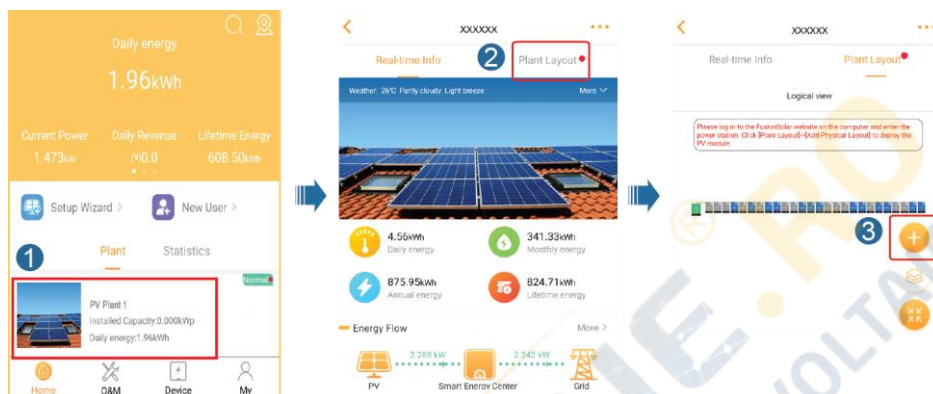 Daily energy
1.96kWh
Current Power Daily Revenue Lifetime Energy
1.473kw (¥)0.0 608.50kWh
Setup Wizard > New User >
1
Plant Statistics
Normal
PV Plant 1
Installed Capacity:0.000kWp
Daily energy:1.96kWh
Home O&M Device My
xxxxxx
Real-time Info 2 Plant Layout
Weather: 26℃ Partly cloudy Light breeze More
4.56kWh 341.33kWh
Daily energy Monthly energy
875.95kWh 824.71kWh
Annual energy Lifetime energy
Energy Flow More >
2.288 kW 2.242 kW
PV Smart Energy Center Grid
xxxxxx
Real-time Info Plant Layout
Logical view
Please log in to the FusionSolar website on the computer and enter the
power station. Click [Plant Layout]>[Add Physical Layout] to deploy the
PV module.
3